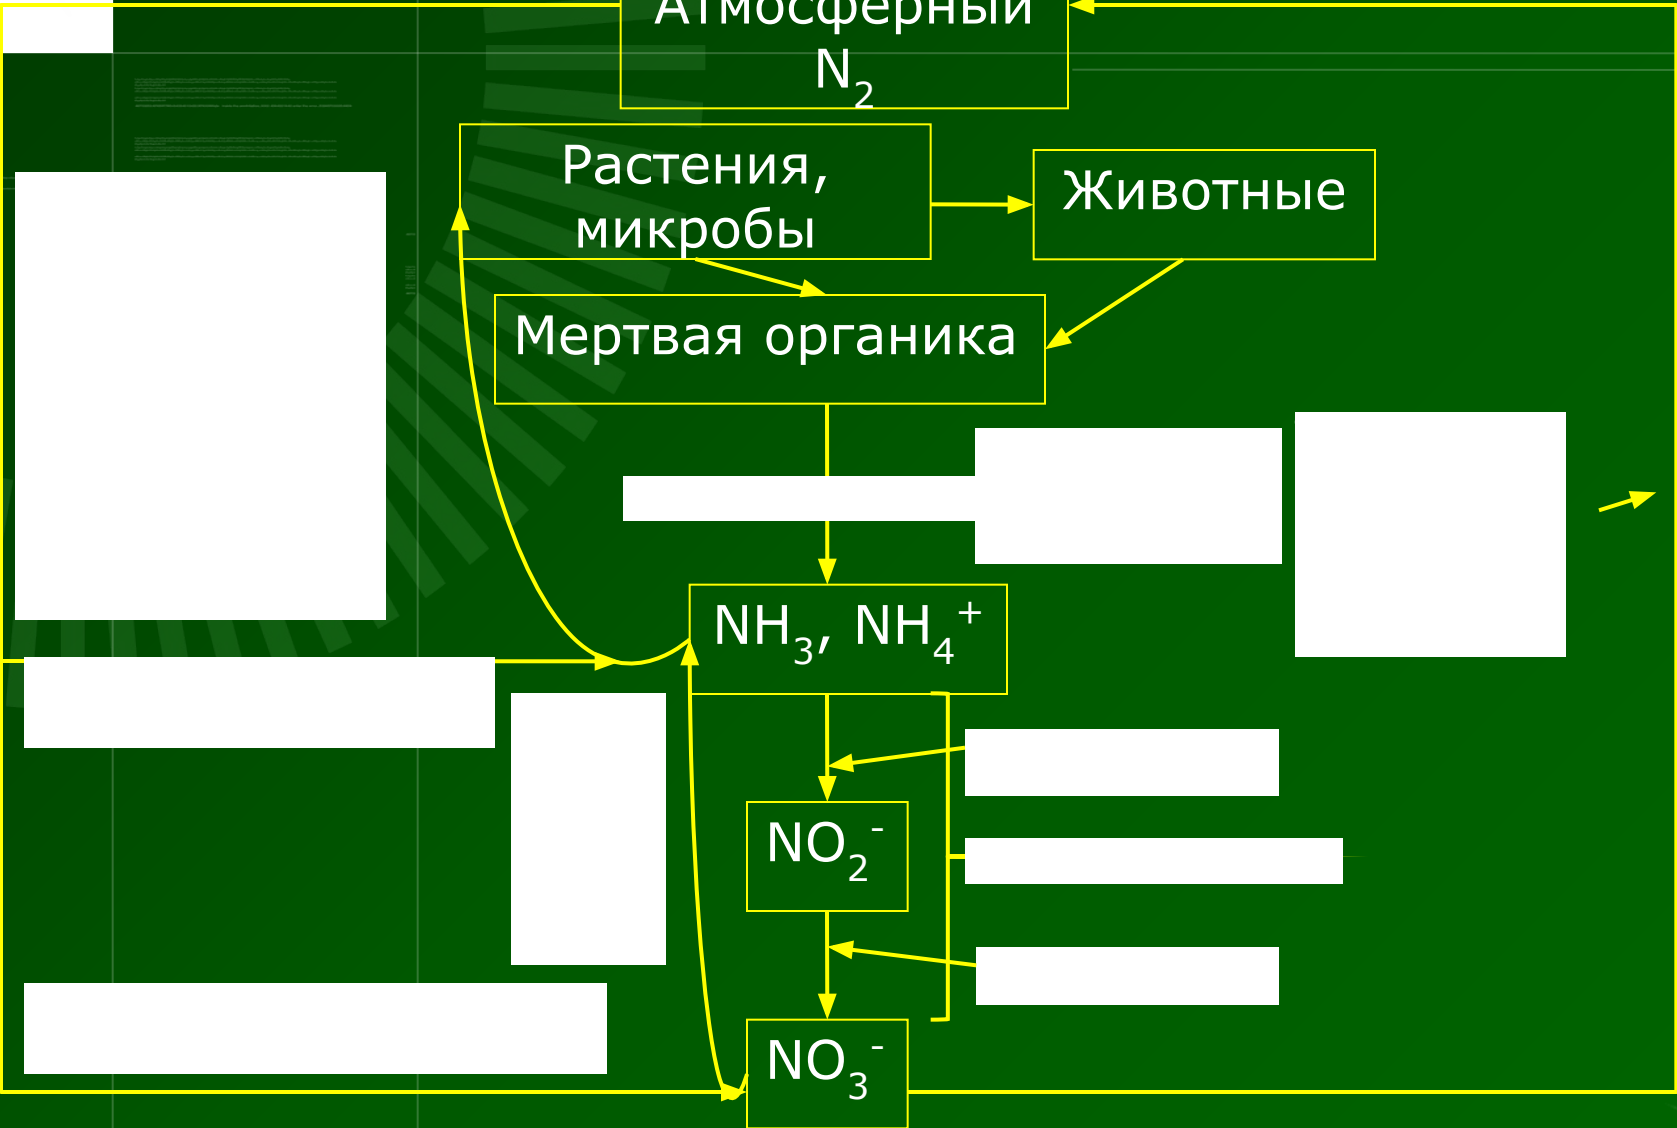 Атмосферный
N₂
Растения,
микробы
Животные
Мертвая органика
NH₃, NH₄⁺
NO₂⁻
NO₃⁻